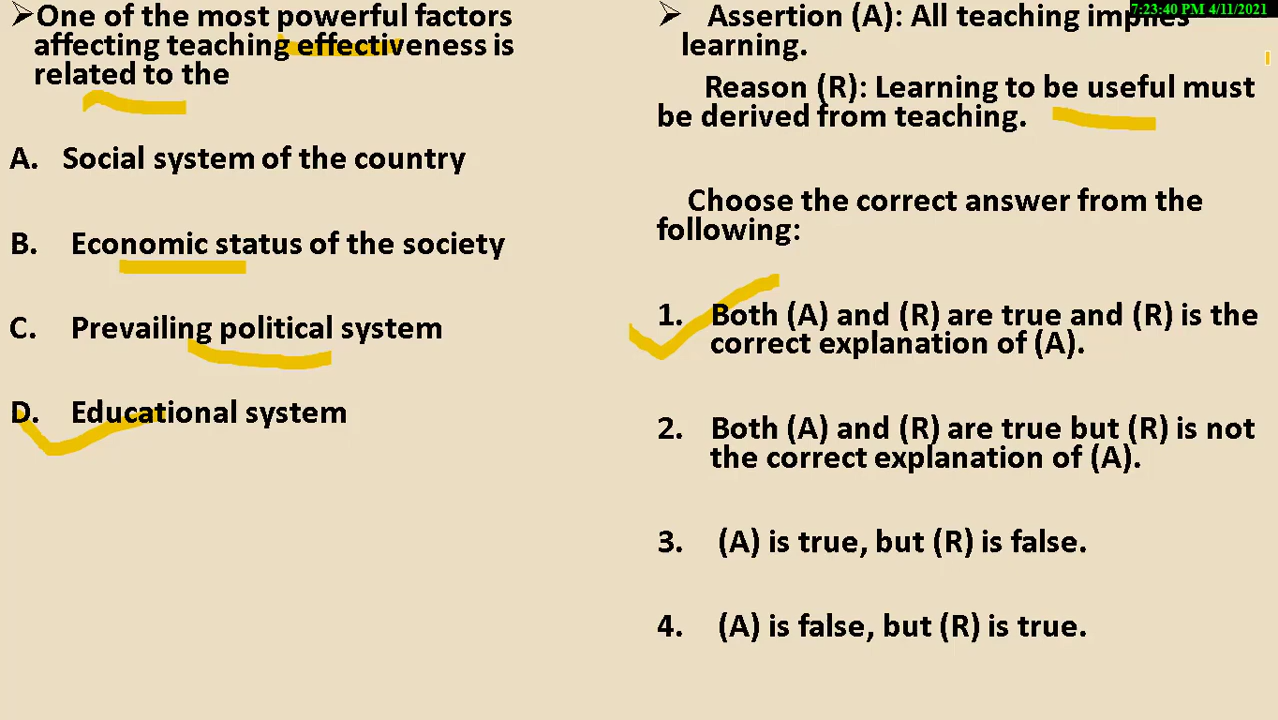 ➢One of the most powerful factors
affecting teaching effectiveness is
related to the
A. Social system of the country
B. Economic status of the society
C. Prevailing political system
D. Educational system
7:23:40 PM 4/11/2021
➢ Assertion (A): All teaching implies
learning.
Reason (R): Learning to be useful must
be derived from teaching.
Choose the correct answer from the
following:
1. Both (A) and (R) are true and (R) is the
correct explanation of (A).
2. Both (A) and (R) are true but (R) is not
the correct explanation of (A).
3. (A) is true, but (R) is false.
4. (A) is false, but (R) is true.